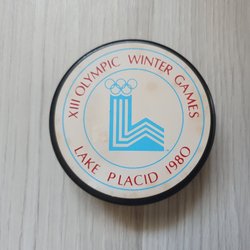 XIII OLYMPIC WINTER GAMES
LAKE PLACID 1980